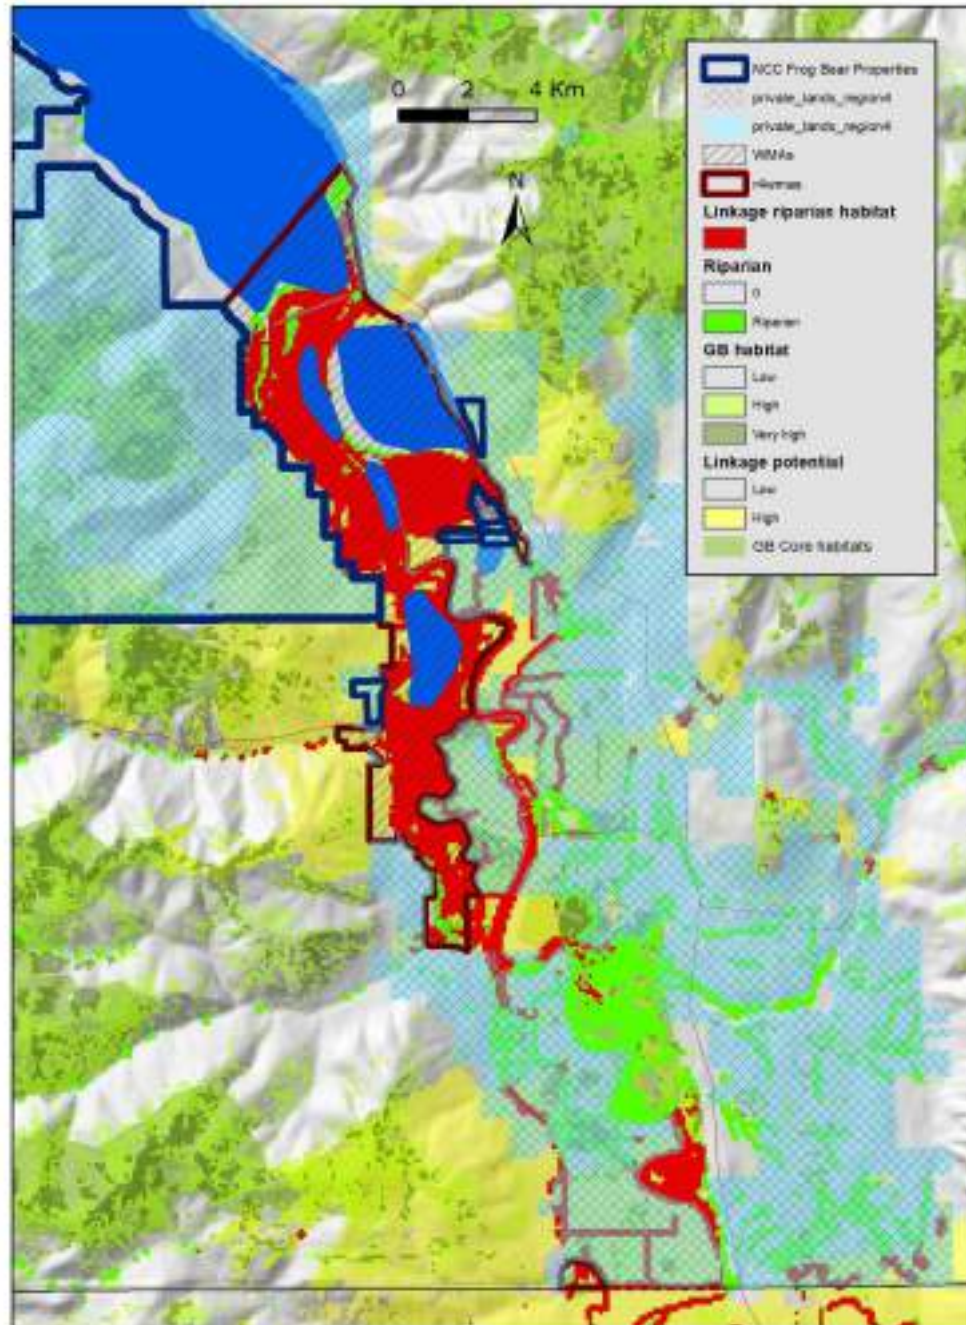 0 2 4 Km
N
NCC Frog Bear Properties
private_lands_region4
private_lands_region4
WMAs
r4wmas
Linkage riparian habitat
Riparian
0
Riparian
GB habitat
Low
High
Very high
Linkage potential
Low
High
GB Core habitats